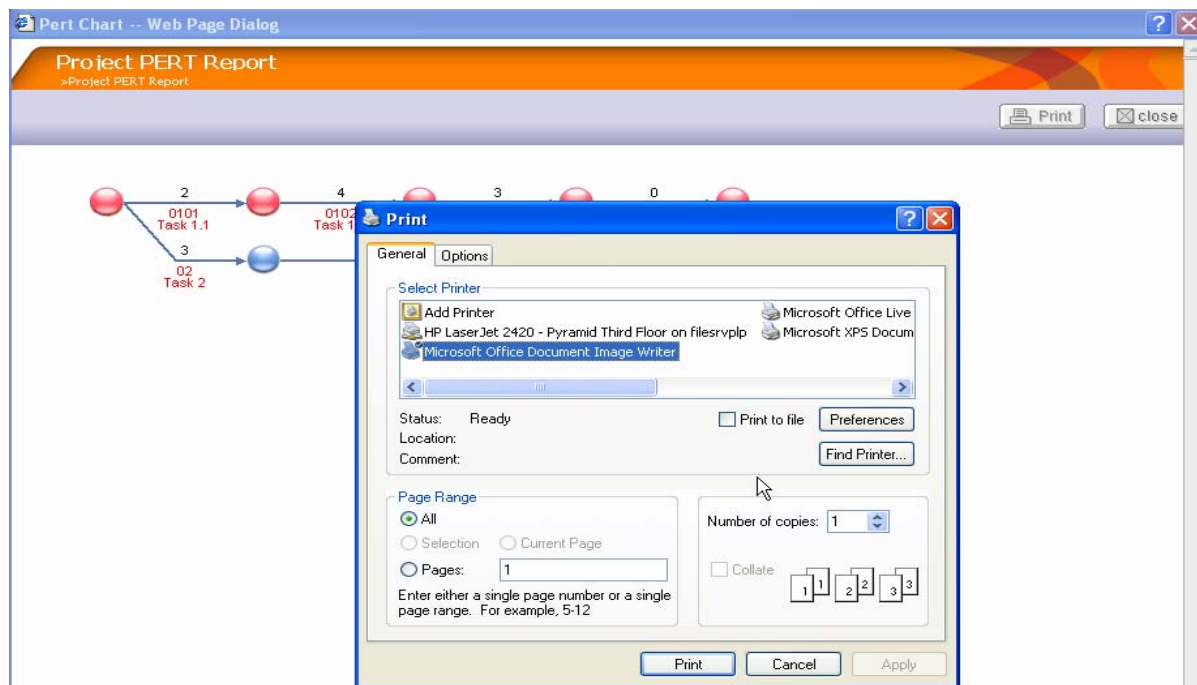 Pert Chart -- Web Page Dialog
Project PERT Report
>Project PERT Report
Print close
2 4 3 0
0101 0102
Task 1.1 Task 1
3
02
Task 2
Print
General Options
Select Printer
Add Printer Microsoft Office Live
HP LaserJet 2420 - Pyramid Third Floor on filesrvplp Microsoft XPS Docum
Microsoft Office Document Image Writer
Status: Ready Print to file Preferences
Location:
Comment: Find Printer...
Page Range
All Number of copies: 1
Selection Current Page
Pages: 1 Collate
1 1 2 2 3 3
Enter either a single page number or a single
page range. For example, 5-12
Print Cancel Apply